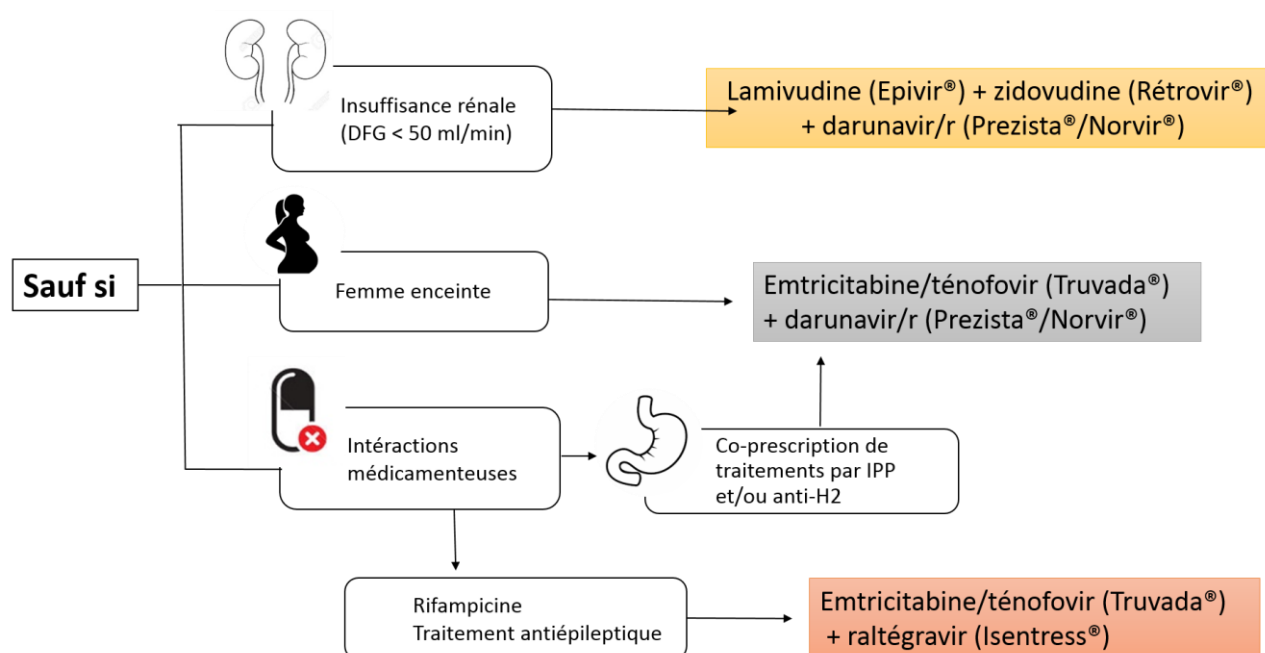 Insuffisance rénale
(DFG < 50 ml/min)
Lamivudine (Epivir®) + zidovudine (Rétrovir®)
+ darunavir/r (Prezista®/Norvir®)
Sauf si
Femme enceinte
Emtricitabine/ténofovir (Truvada®)
+ darunavir/r (Prezista®/Norvir®)
Intéractions
médicamenteuses
Co-prescription de
traitements par IPP
et/ou anti-H2
Rifampicine
Traitement antiépileptique
Emtricitabine/ténofovir (Truvada®)
+ raltégravir (Isentress®)